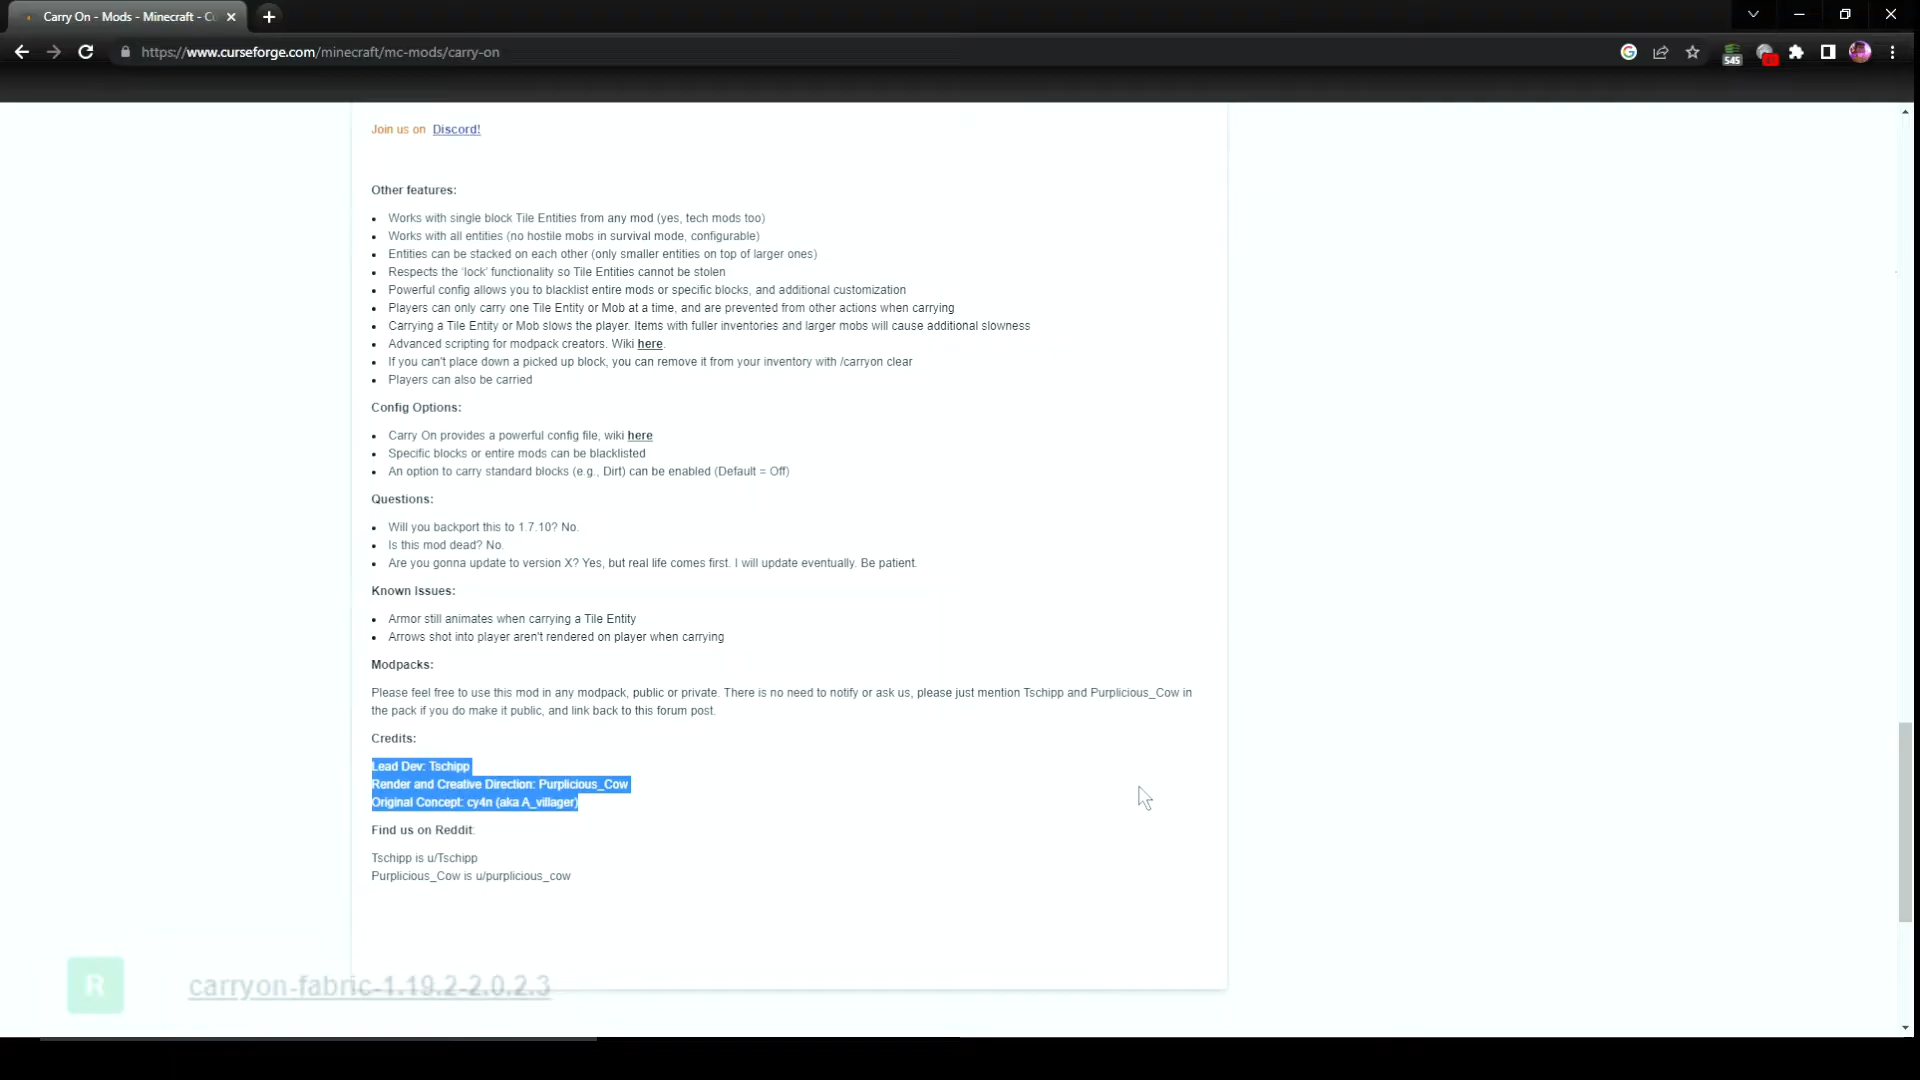 Carry On - Mods - Minecraft - Cu
https://www.curseforge.com/minecraft/mc-mods/carry-on
545
Join us on Discord!
Other features:
Works with single block Tile Entities from any mod (yes, tech mods too)
Works with all entities (no hostile mobs in survival mode, configurable)
Entities can be stacked on each other (only smaller entities on top of larger ones)
Respects the 'lock' functionality so Tile Entities cannot be stolen
Powerful config allows you to blacklist entire mods or specific blocks, and additional customization
Players can only carry one Tile Entity or Mob at a time, and are prevented from other actions when carrying
Carrying a Tile Entity or Mob slows the player. Items with fuller inventories and larger mobs will cause additional slowness
Advanced scripting for modpack creators. Wiki here.
If you can't place down a picked up block, you can remove it from your inventory with /carryon clear
Players can also be carried
Config Options:
Carry On provides a powerful config file, wiki here
Specific blocks or entire mods can be blacklisted
An option to carry standard blocks (e.g., Dirt) can be enabled (Default = Off)
Questions:
Will you backport this to 1.7.10? No.
Is this mod dead? No.
Are you gonna update to version X? Yes, but real life comes first. I will update eventually. Be patient.
Known Issues:
Armor still animates when carrying a Tile Entity
Arrows shot into player aren't rendered on player when carrying
Modpacks:
Please feel free to use this mod in any modpack, public or private. There is no need to notify or ask us, please just mention Tschipp and Purplicious_Cow in
the pack if you do make it public, and link back to this forum post.
Credits:
Lead Dev: Tschipp
Render and Creative Direction: Purplicious_Cow
Original Concept: cy4n (aka A_villager)
Find us on Reddit:
Tschipp is u/Tschipp
Purplicious_Cow is u/purplicious_cow
R carryon-fabric-1.19.2-2.0.2.3